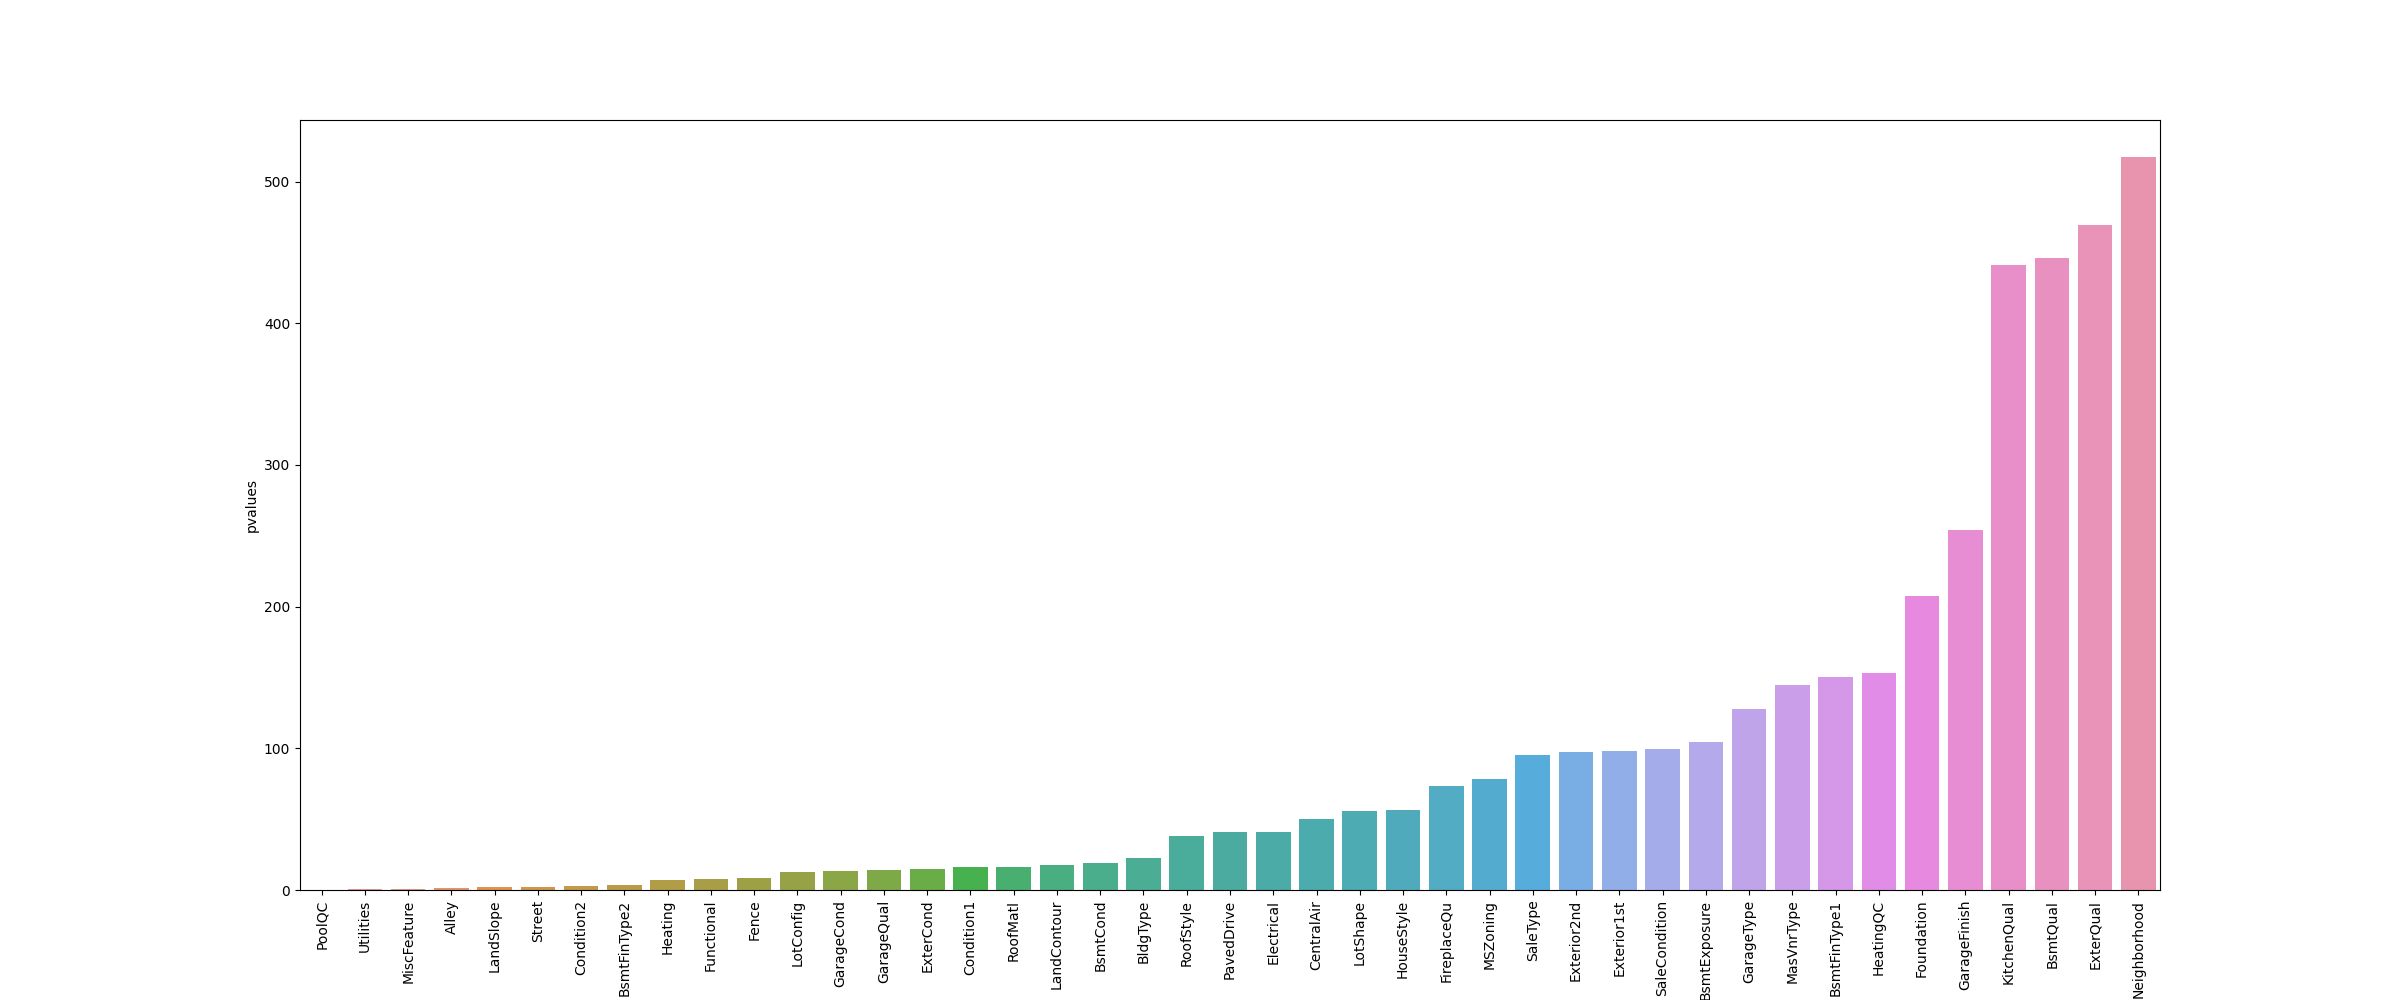 500
400
300
200
100
0
pvalues
PoolQC
Utilities
MiscFeature
Alley
LandSlope
Street
Condition2
BsmtFinType2
Heating
Functional
Fence
LotConfig
GarageCond
GarageQual
ExterCond
Condition1
RoofMatl
LandContour
BsmtCond
BldgType
RoofStyle
PavedDrive
Electrical
CentralAir
LotShape
HouseStyle
FireplaceQu
MSZoning
SaleType
Exterior2nd
Exterior1st
SaleCondition
BsmtExposure
GarageType
MasVnrType
BsmtFinType1
HeatingQC
Foundation
GarageFinish
KitchenQual
BsmtQual
ExterQual
Neighborhood